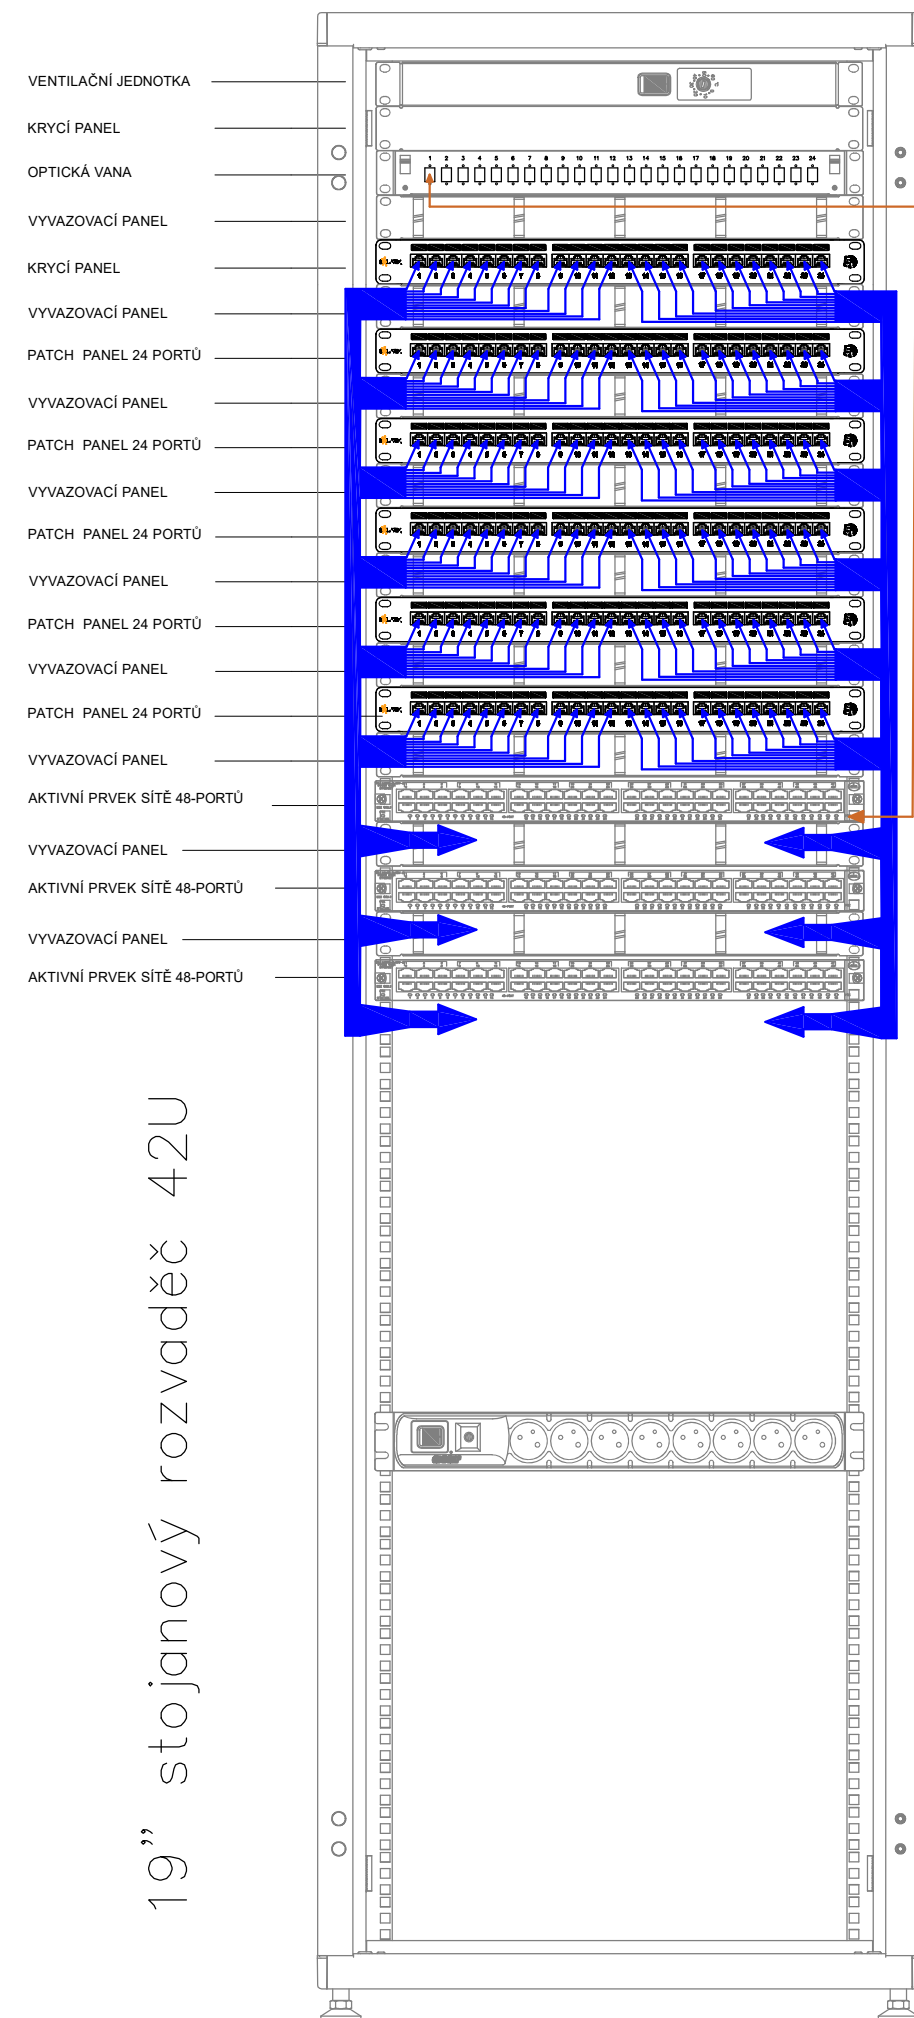 VENTILAČNÍ JEDNOTKA
KRYCÍ PANEL
OPTICKÁ VANA
1 2 3 4 5 6 7 8 9 10 11 12 13 14 15 16 17 18 19 20 21 22 23 24
VYVAZOVACÍ PANEL
KRYCÍ PANEL
VYVAZOVACÍ PANEL
PATCH PANEL 24 PORTŮ
VYVAZOVACÍ PANEL
PATCH PANEL 24 PORTŮ
VYVAZOVACÍ PANEL
PATCH PANEL 24 PORTŮ
VYVAZOVACÍ PANEL
PATCH PANEL 24 PORTŮ
VYVAZOVACÍ PANEL
PATCH PANEL 24 PORTŮ
VYVAZOVACÍ PANEL
AKTIVNÍ PRVEK SÍTĚ 48-PORTŮ
VYVAZOVACÍ PANEL
AKTIVNÍ PRVEK SÍTĚ 48-PORTŮ
VYVAZOVACÍ PANEL
AKTIVNÍ PRVEK SÍTĚ 48-PORTŮ
19” stojanový rozvaděč 42U